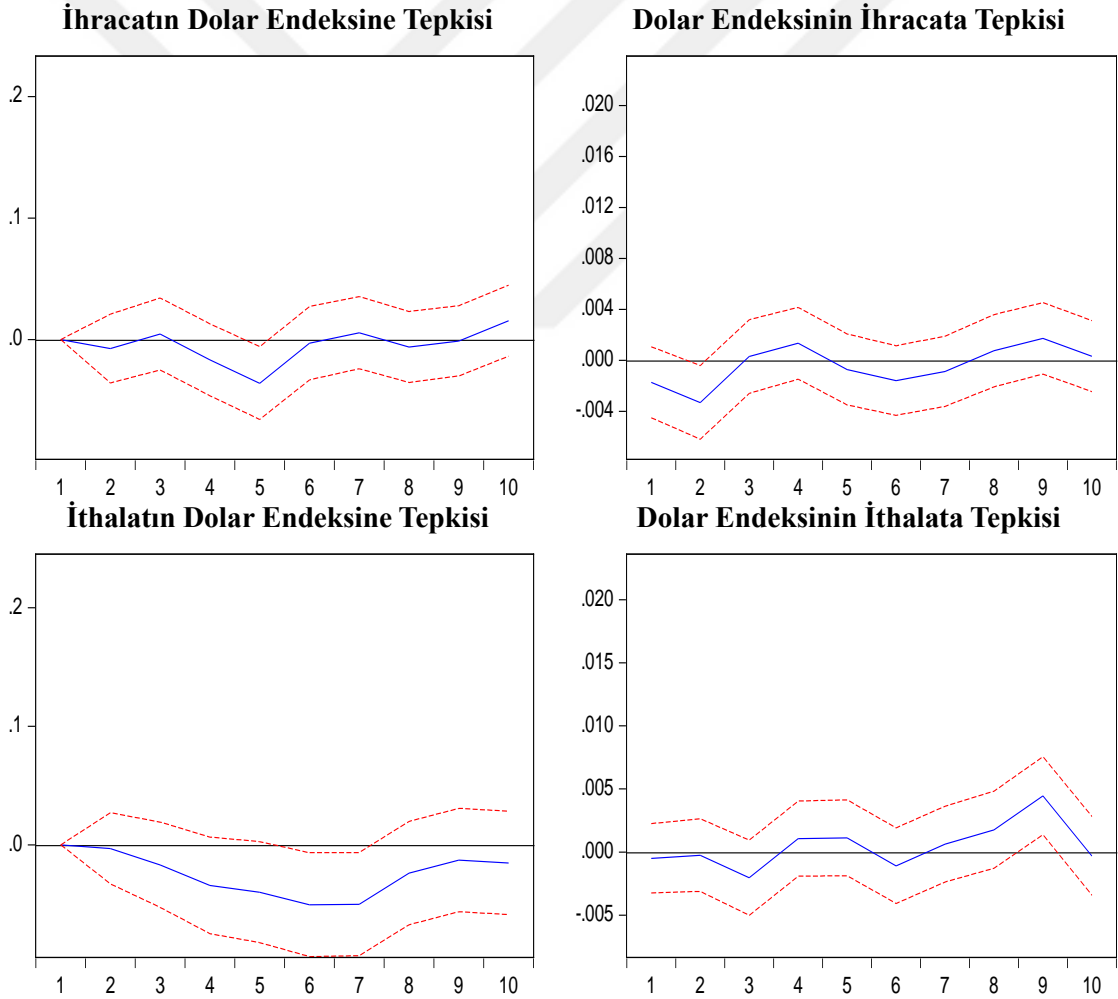 İhracatın Dolar Endeksine Tepkisi
Dolar Endeksinin İhracata Tepkisi
.2
.1
.0
1 2 3 4 5 6 7 8 9 10
.020
.016
.012
.008
.004
.000
-.004
1 2 3 4 5 6 7 8 9 10
İthalatın Dolar Endeksine Tepkisi
Dolar Endeksinin İthalata Tepkisi
.2
.1
.0
1 2 3 4 5 6 7 8 9 10
.020
.015
.010
.005
.000
-.005
1 2 3 4 5 6 7 8 9 10